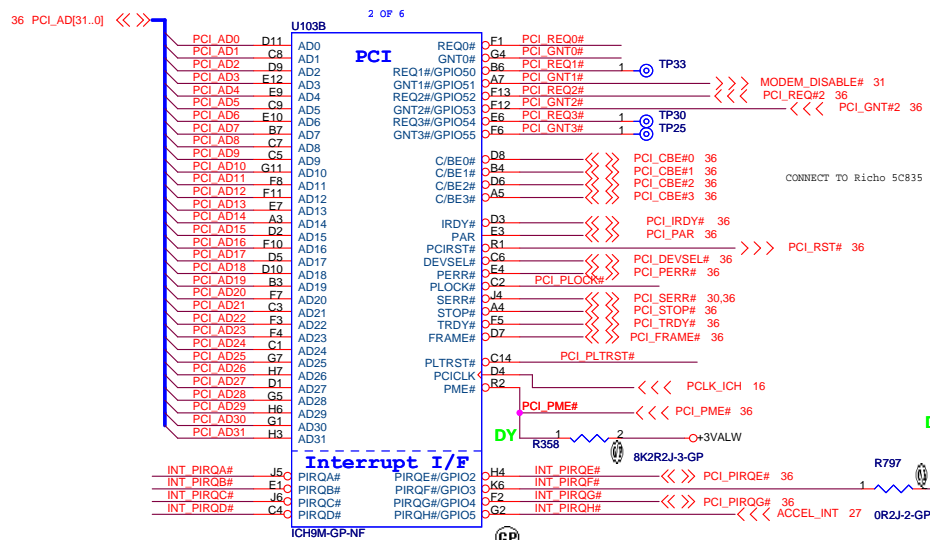 36 PCI_AD[31..0]
2 OF 6
U103B
PCI
PCI_AD0 D11 AD0 REQ0# F1 PCI_REQ0#
PCI_AD1 C8 AD1 GNT0# G4 PCI_GNT0#
PCI_AD2 D9 AD2 REQ1#/GPIO50 B6 PCI_REQ1# 1 TP33
PCI_AD3 E12 AD3 GNT1#/GPIO51 A7 PCI_GNT1# MODEM_DISABLE# 31
PCI_AD4 E9 AD4 REQ2#/GPIO52 F13 PCI_REQ2# PCI_REQ#2 36
PCI_AD5 C9 AD5 GNT2#/GPIO53 F12 PCI_GNT2# PCI_GNT#2 36
PCI_AD6 E10 AD6 REQ3#/GPIO54 E6 PCI_REQ3# 1 TP30
PCI_AD7 B7 AD7 GNT3#/GPIO55 F6 PCI_GNT3# 1 TP25
PCI_AD8 C7 AD8
PCI_AD9 C5 AD9 C/BE0# D8 PCI_CBE#0 36
PCI_AD10 G11 AD10 C/BE1# B4 PCI_CBE#1 36
PCI_AD11 F8 AD11 C/BE2# D6 PCI_CBE#2 36
PCI_AD12 F11 AD12 C/BE3# A5 PCI_CBE#3 36
CONNECT TO Richo 5C835
PCI_AD13 E7 AD13
PCI_AD14 A3 AD14 IRDY# D3 PCI_IRDY# 36
PCI_AD15 D2 AD15 PAR E3 PCI_PAR 36
PCI_AD16 F10 AD16 PCIRST# R1 PCI_RST# 36
PCI_AD17 D5 AD17 DEVSEL# C6 PCI_DEVSEL# 36
PCI_AD18 D10 AD18 PERR# E4 PCI_PERR# 36
PCI_AD19 B3 AD19 PLOCK# C2 PCI_PLOCK#
PCI_AD20 F7 AD20 SERR# J4 PCI_SERR# 30,36
PCI_AD21 C3 AD21 STOP# A4 PCI_STOP# 36
PCI_AD22 F3 AD22 TRDY# F5 PCI_TRDY# 36
PCI_AD23 F4 AD23 FRAME# D7 PCI_FRAME# 36
PCI_AD24 C1 AD24
PCI_AD25 G7 AD25 PLTRST# C14 PCI_PLTRST#
PCI_AD26 H7 AD26 PCICLK D4
PCI_AD27 D1 AD27 PME# R2 PCLK_ICH 16
PCI_AD28 G5 AD28
PCI_AD29 H6 AD29 PCI_PME# PCI_PME# 36
PCI_AD30 G1 AD30
PCI_AD31 H3 AD31 DY R358 1 2 +3VALW
8K2R2J-3-GP
Interrupt I/F
INT_PIRQA# J5 PIRQA# PIRQE#/GPIO2 H4 INT_PIRQE# PCI_PIRQE# 36
INT_PIRQB# E1 PIRQB# PIRQF#/GPIO3 K6 INT_PIRQF# 1 R797
INT_PIRQC# J6 PIRQC# PIRQG#/GPIO4 F2 INT_PIRQG# PCI_PIRQG# 36
INT_PIRQD# C4 PIRQD# PIRQH#/GPIO5 G2 INT_PIRQH# ACCEL_INT 27
0R2J-2-GP
ICH9M-GP-NF
GP